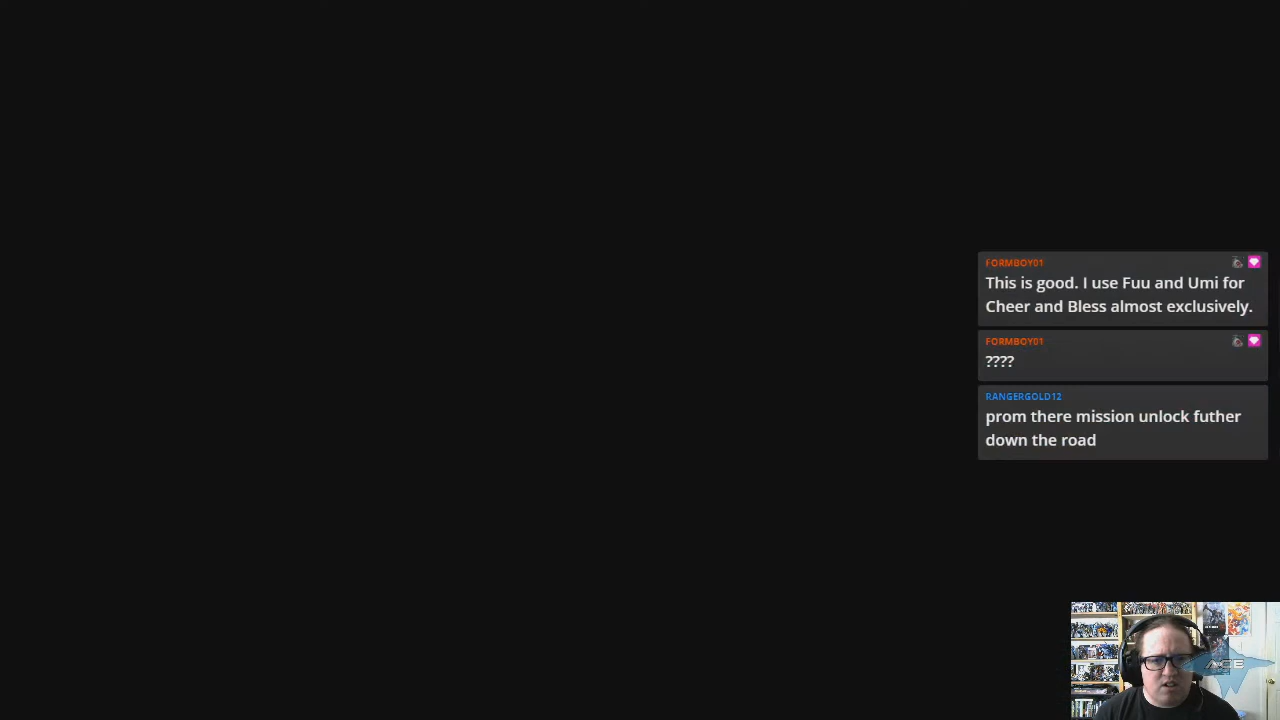 FORMBOY01
This is good. I use Fuu and Umi for
Cheer and Bless almost exclusively.
FORMBOY01
????
RANGERGOLD12
prom there mission unlock futher
down the road
ACE